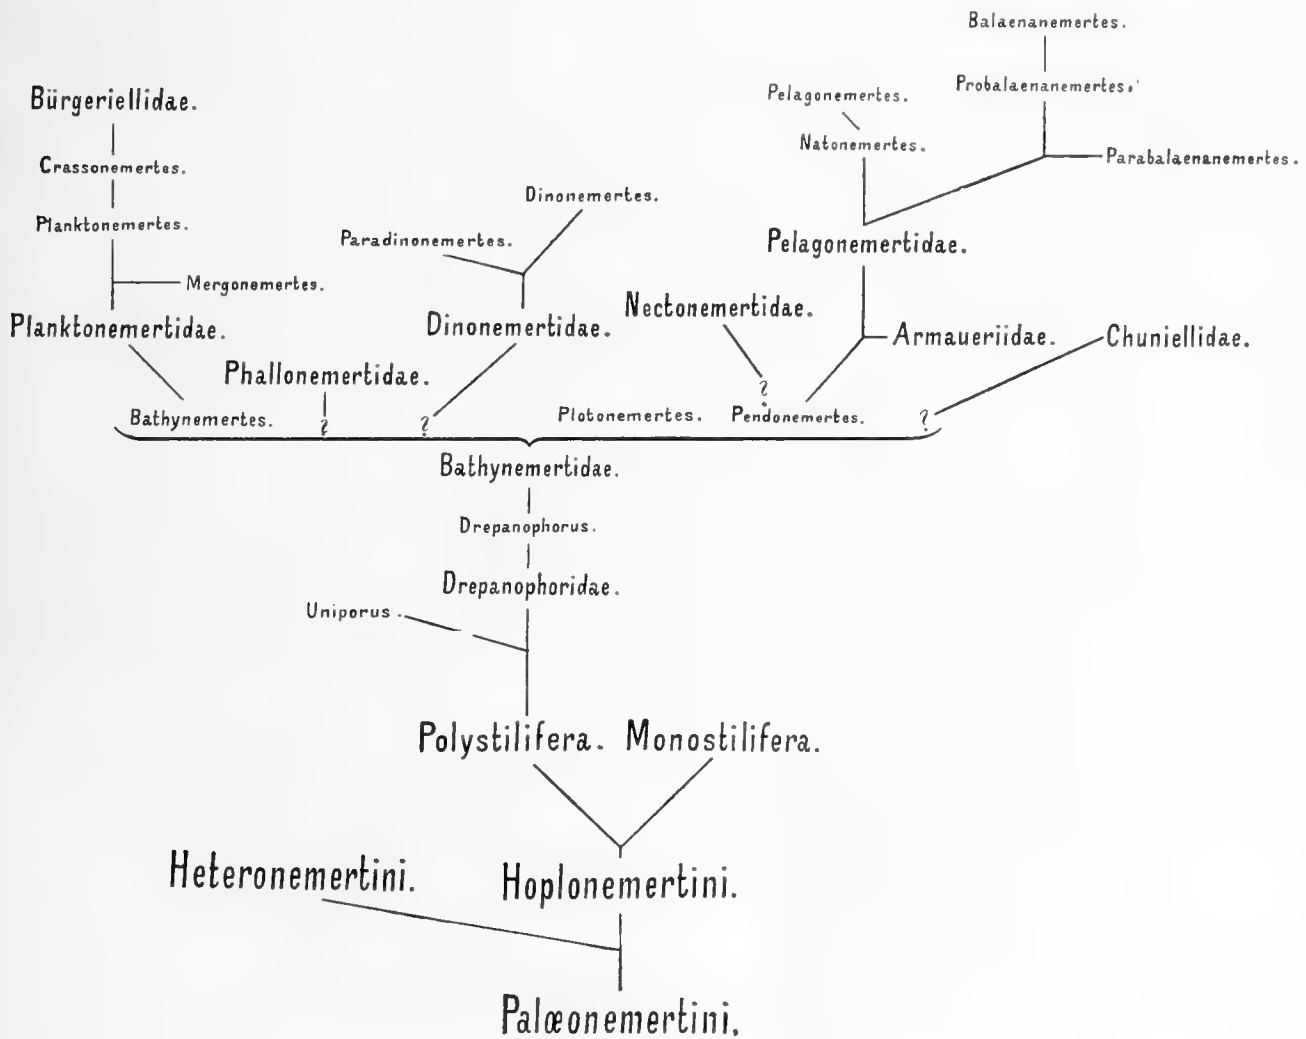 Balaenanemertes.
Probalaenanemertes.
Pelagonemertes.
Bürgeriellidae.
Natonemertes.
Parabalaenanemertes.
Crassonemertes.
Dinonemertes.
Planktonemertes.
Paradinonemertes.
Pelagonemertidae.
Mergonemertes.
Nectonemertidae.
Planktonemertidae.
Dinonemertidae.
Armaueriidae.
Chuniellidae.
Phallonemertidae.
?
Bathynemertes.
?
?
Plotonemertes.
Pendonemertes.
?
Bathynemertidae.
Drepanophorus.
Drepanophoridae.
Uniporus.
Polystilifera. Monostilifera.
Heteronemertini.
Hoplonemertini.
Palœonemertini.